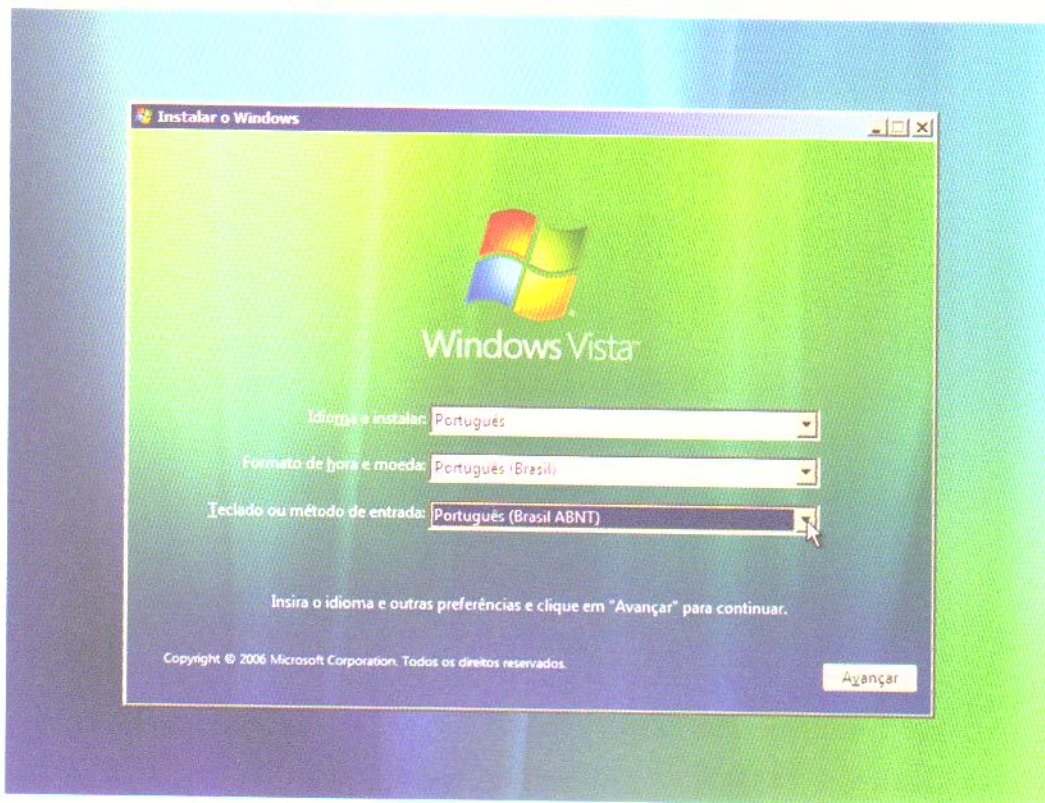 Instalar o Windows
Windows Vista™
Idioma a instalar: Português
Formato de hora e moeda: Português (Brasil)
Teclado ou método de entrada: Português (Brasil ABNT)
Insira o idioma e outras preferências e clique em "Avançar" para continuar.
Copyright © 2006 Microsoft Corporation. Todos os direitos reservados.
Avançar